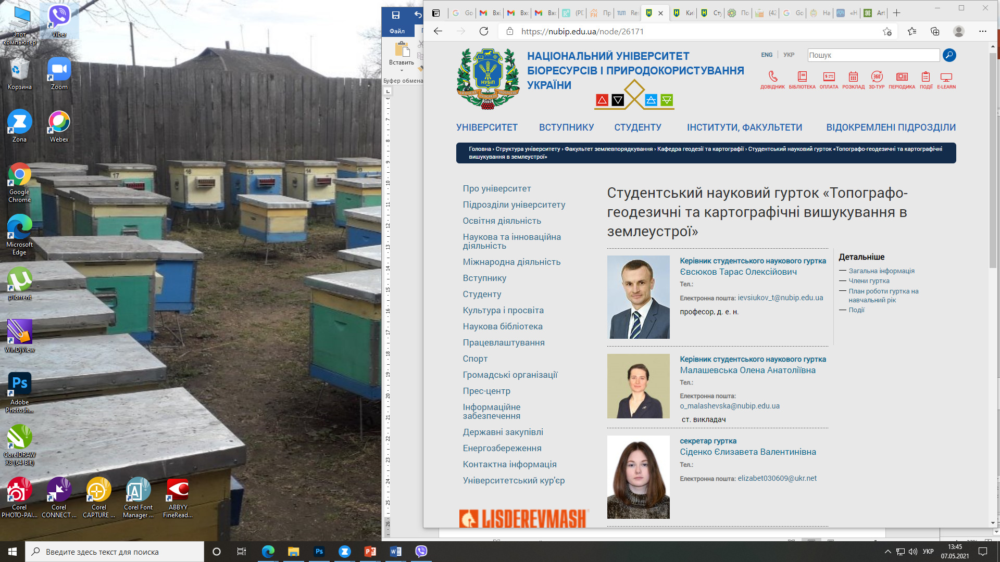 Этот
компьютер
Viber
Корзина
Zoom
Zona
Webex
17
16
15
14
13
Google
Chrome
Microsoft
Edge
µTorrent
WinDjView
Ps
Adobe
Photosh...
CorelDRAW
X8 (64-Bit)
Corel
PHOTO-PAI...
Corel
CONNECT ...
Corel
CAPTURE ...
Corel Font
Manager ...
ABBYY
FineRead...
Файл
Вставить
Буфер обмена
https://nubip.edu.ua/node/26171
НУБІП
НАЦІОНАЛЬНИЙ УНІВЕРСИТЕТ
БІОРЕСУРСІВ І ПРИРОДОКОРИСТУВАННЯ
УКРАЇНИ
ENG
УКР
Пошук
ДОВІДНИК
БІБЛІОТЕКА
ОПЛАТА
РОЗКЛАД
3D-ТУР
ПЕРІОДИКА
ПОДІЇ
E-LEARN
УНІВЕРСИТЕТ
ВСТУПНИКУ
СТУДЕНТУ
ІНСТИТУТИ, ФАКУЛЬТЕТИ
ВІДОКРЕМЛЕНІ ПІДРОЗДІЛИ
Головна › Структура університету › Факультет землевпорядкування › Кафедра геодезії та картографії › Студентський науковий гурток «Топографо-геодезичні та картографічні
вишукування в землеустрої»
Про університет
Підрозділи університету
Освітня діяльність
Наукова та інноваційна
діяльність
Міжнародна діяльність
Вступнику
Студенту
Культура і просвіта
Наукова бібліотека
Працевлаштування
Спорт
Громадські організації
Прес-центр
Інформаційне
забезпечення
Державні закупівлі
Енергозбереження
Контактна інформація
Університетський кур'єр
LISDEREVMASH
Студентський науковий гурток «Топографо-
геодезичні та картографічні вишукування в
землеустрої»
Керівник студентського наукового гуртка
Євсюков Тарас Олексійович
Тел.:
Електронна пошта: ievsiukov_t@nubip.edu.ua
професор, д. е. н.
Керівник студентського наукового гуртка
Малашевська Олена Анатоліївна
Тел.:
Електронна пошта:
o_malashevska@nubip.edu.ua
ст. викладач
секретар гуртка
Сіденко Єлизавета Валентинівна
Тел.:
Електронна пошта: elizabet030609@ukr.net
Детальніше
Загальна інформація
Члени гуртка
План роботи гуртка на
навчальний рік
Події
Введите здесь текст для поиска
УКР
13:45
07.05.2021